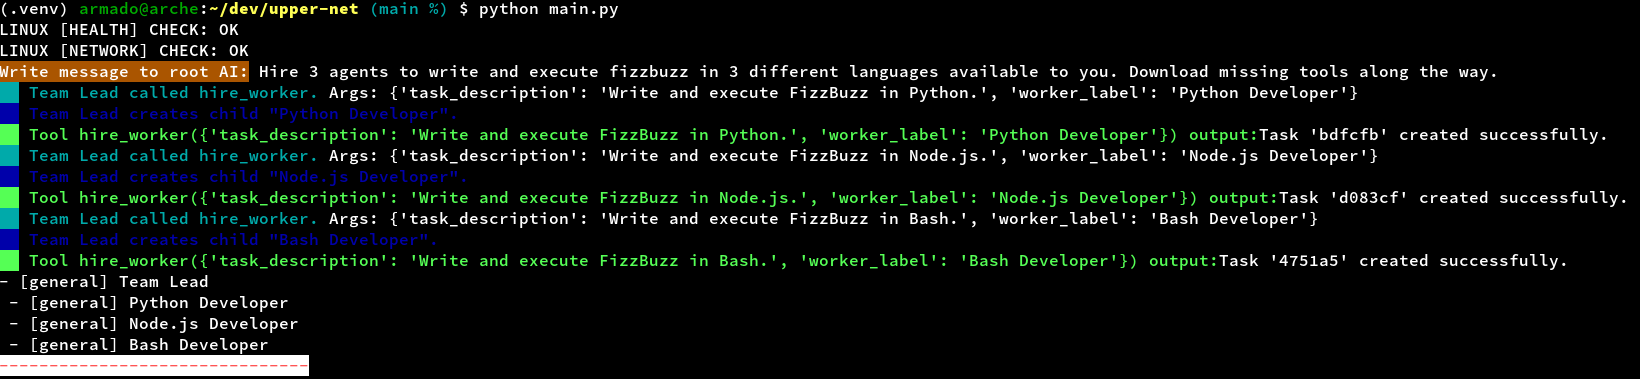 (.venv) armado@arche:~/dev/upper-net (main %) $ python main.py
LINUX [HEALTH] CHECK: OK
LINUX [NETWORK] CHECK: OK
Write message to root AI: Hire 3 agents to write and execute fizzbuzz in 3 different languages available to you. Download missing tools along the way.
Team Lead called hire_worker. Args: {'task_description': 'Write and execute FizzBuzz in Python.', 'worker_label': 'Python Developer'}
Team Lead creates child "Python Developer".
Tool hire_worker({'task_description': 'Write and execute FizzBuzz in Python.', 'worker_label': 'Python Developer'}) output:Task 'bdfcfb' created successfully.
Team Lead called hire_worker. Args: {'task_description': 'Write and execute FizzBuzz in Node.js.', 'worker_label': 'Node.js Developer'}
Team Lead creates child "Node.js Developer".
Tool hire_worker({'task_description': 'Write and execute FizzBuzz in Node.js.', 'worker_label': 'Node.js Developer'}) output:Task 'd083cf' created successfully.
Team Lead called hire_worker. Args: {'task_description': 'Write and execute FizzBuzz in Bash.', 'worker_label': 'Bash Developer'}
Team Lead creates child "Bash Developer".
Tool hire_worker({'task_description': 'Write and execute FizzBuzz in Bash.', 'worker_label': 'Bash Developer'}) output:Task '4751a5' created successfully.
- [general] Team Lead
 - [general] Python Developer
 - [general] Node.js Developer
 - [general] Bash Developer
-------------------------------